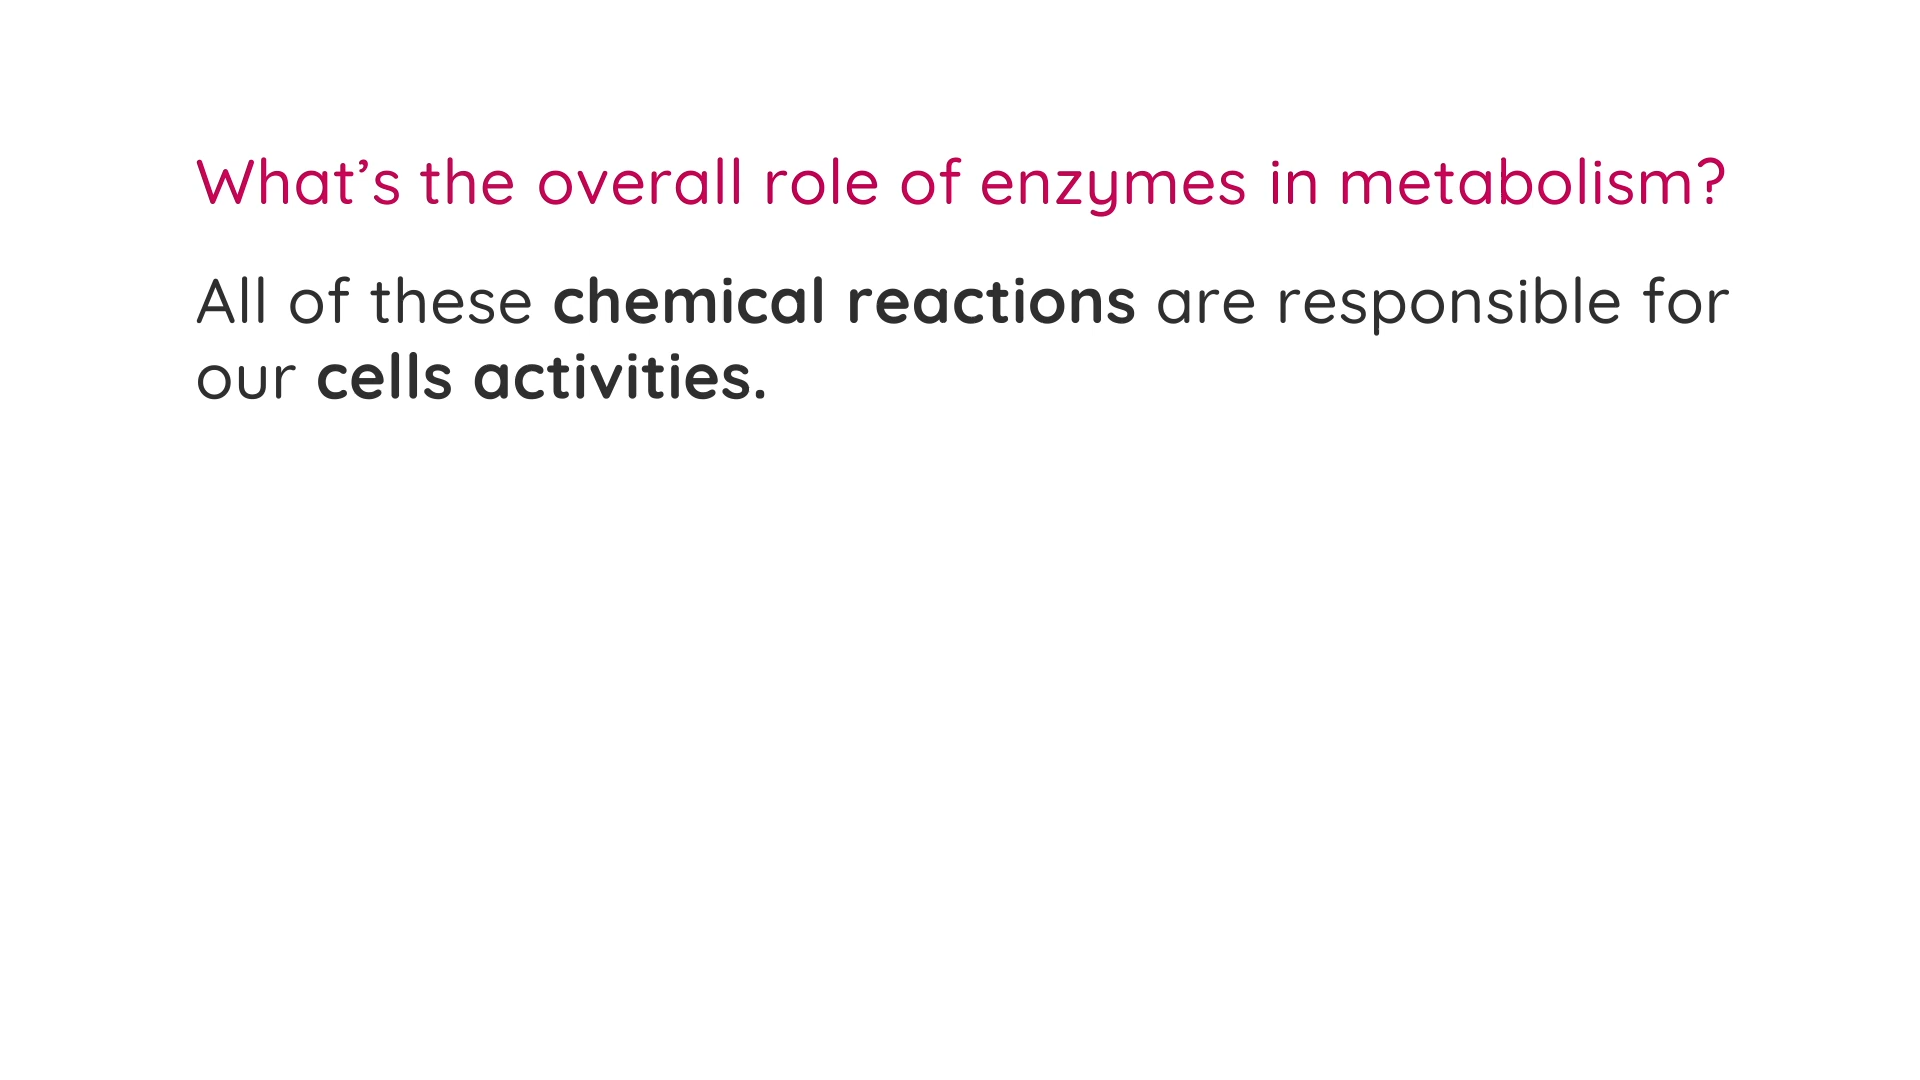 What’s the overall role of enzymes in metabolism?
All of these chemical reactions are responsible for
our cells activities.